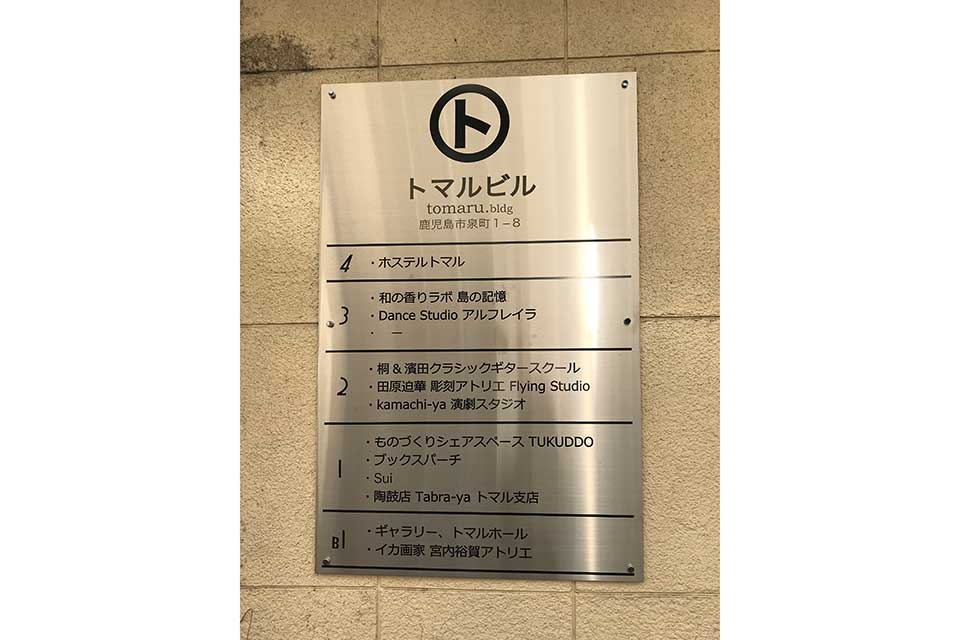 ト
トマルビル
tomaru.bldg
鹿児島市泉町1−8
4 ・ホステルトマル
3 ・和の香りラボ 島の記憶
・Dance Studio アルフレイラ
・ ―
2 ・桐&濱田クラシックギタースクール
・田原迫華 彫刻アトリエ Flying Studio
・kamachi-ya 演劇スタジオ
1 ・ものづくりシェアスペース TUKUDDO
・ブックスパーチ
・Sui
・陶鼓店 Tabra-ya トマル支店
B1 ・ギャラリー、トマルホール
・イカ画家 宮内裕賀アトリエ